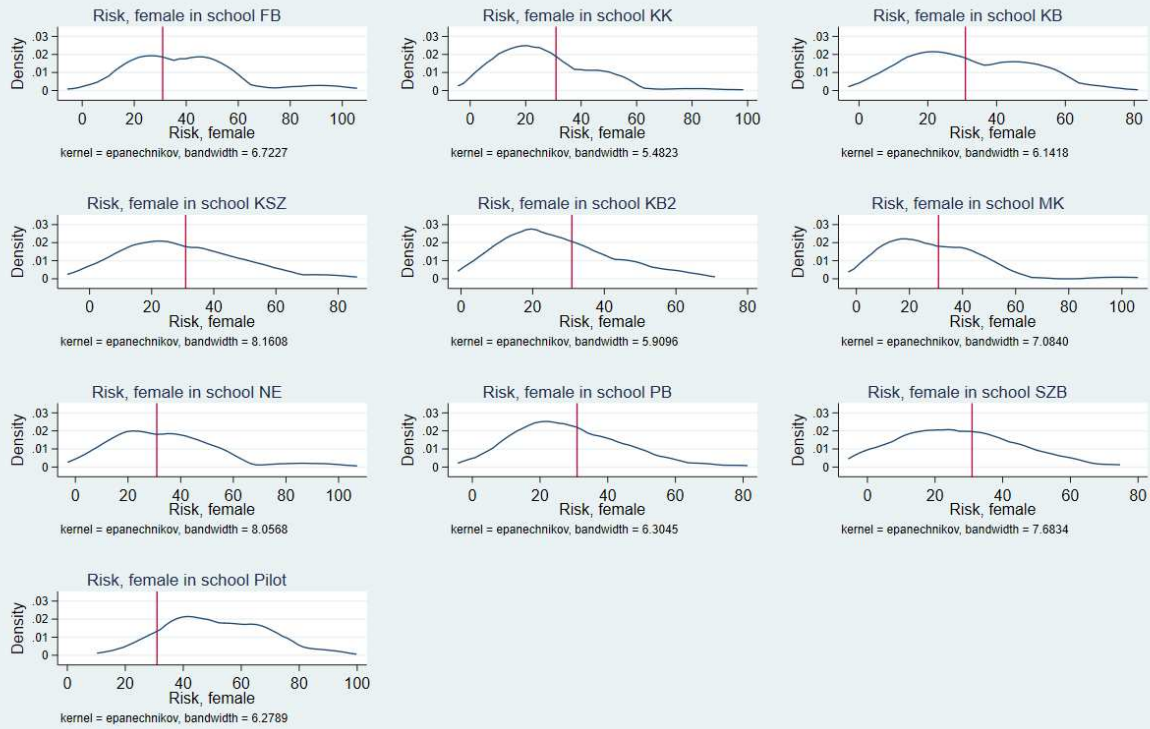 Risk, female in school FB
Density
.03
.02
.01
0
0 20 40 60 80 100
Risk, female
kernel = epanechnikov, bandwidth = 6.7227
Risk, female in school KK
Density
.03
.02
.01
0
0 20 40 60 80 100
Risk, female
kernel = epanechnikov, bandwidth = 5.4823
Risk, female in school KB
Density
.03
.02
.01
0
0 20 40 60 80
Risk, female
kernel = epanechnikov, bandwidth = 6.1418
Risk, female in school KSZ
Density
.03
.02
.01
0
0 20 40 60 80
Risk, female
kernel = epanechnikov, bandwidth = 8.1608
Risk, female in school KB2
Density
.03
.02
.01
0
0 20 40 60 80
Risk, female
kernel = epanechnikov, bandwidth = 5.9096
Risk, female in school MK
Density
.03
.02
.01
0
0 20 40 60 80 100
Risk, female
kernel = epanechnikov, bandwidth = 7.0840
Risk, female in school NE
Density
.03
.02
.01
0
0 20 40 60 80 100
Risk, female
kernel = epanechnikov, bandwidth = 8.0568
Risk, female in school PB
Density
.03
.02
.01
0
0 20 40 60 80
Risk, female
kernel = epanechnikov, bandwidth = 6.3045
Risk, female in school SZB
Density
.03
.02
.01
0
0 20 40 60 80
Risk, female
kernel = epanechnikov, bandwidth = 7.6834
Risk, female in school Pilot
Density
.03
.02
.01
0
0 20 40 60 80 100
Risk, female
kernel = epanechnikov, bandwidth = 6.2789